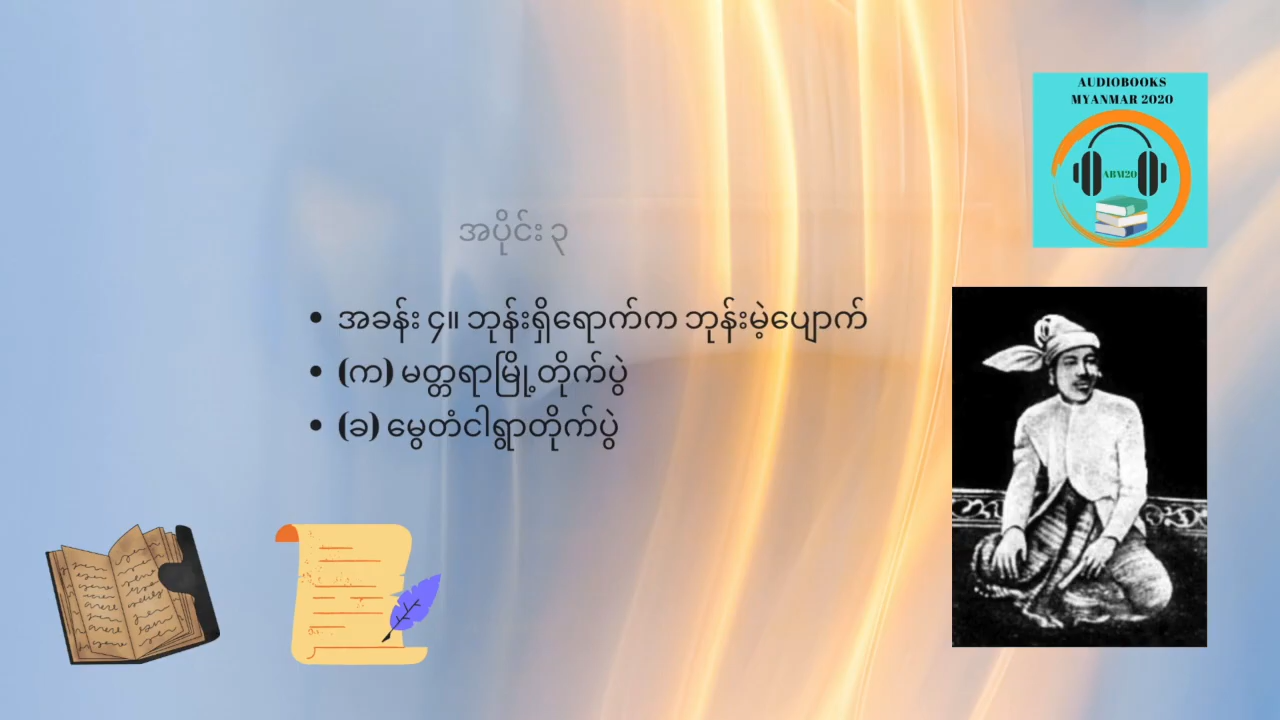 AUDIOBOOKS
MYANMAR 2020
ABM20
အပိုင်း ၃
• အခန်း ၄။ ဘုန်းရှိရောက်က ဘုန်းမဲ့ပျောက်
• (က) မတ္တရာမြို့တိုက်ပွဲ
• (ခ) မွေတံငါရွာတိုက်ပွဲ